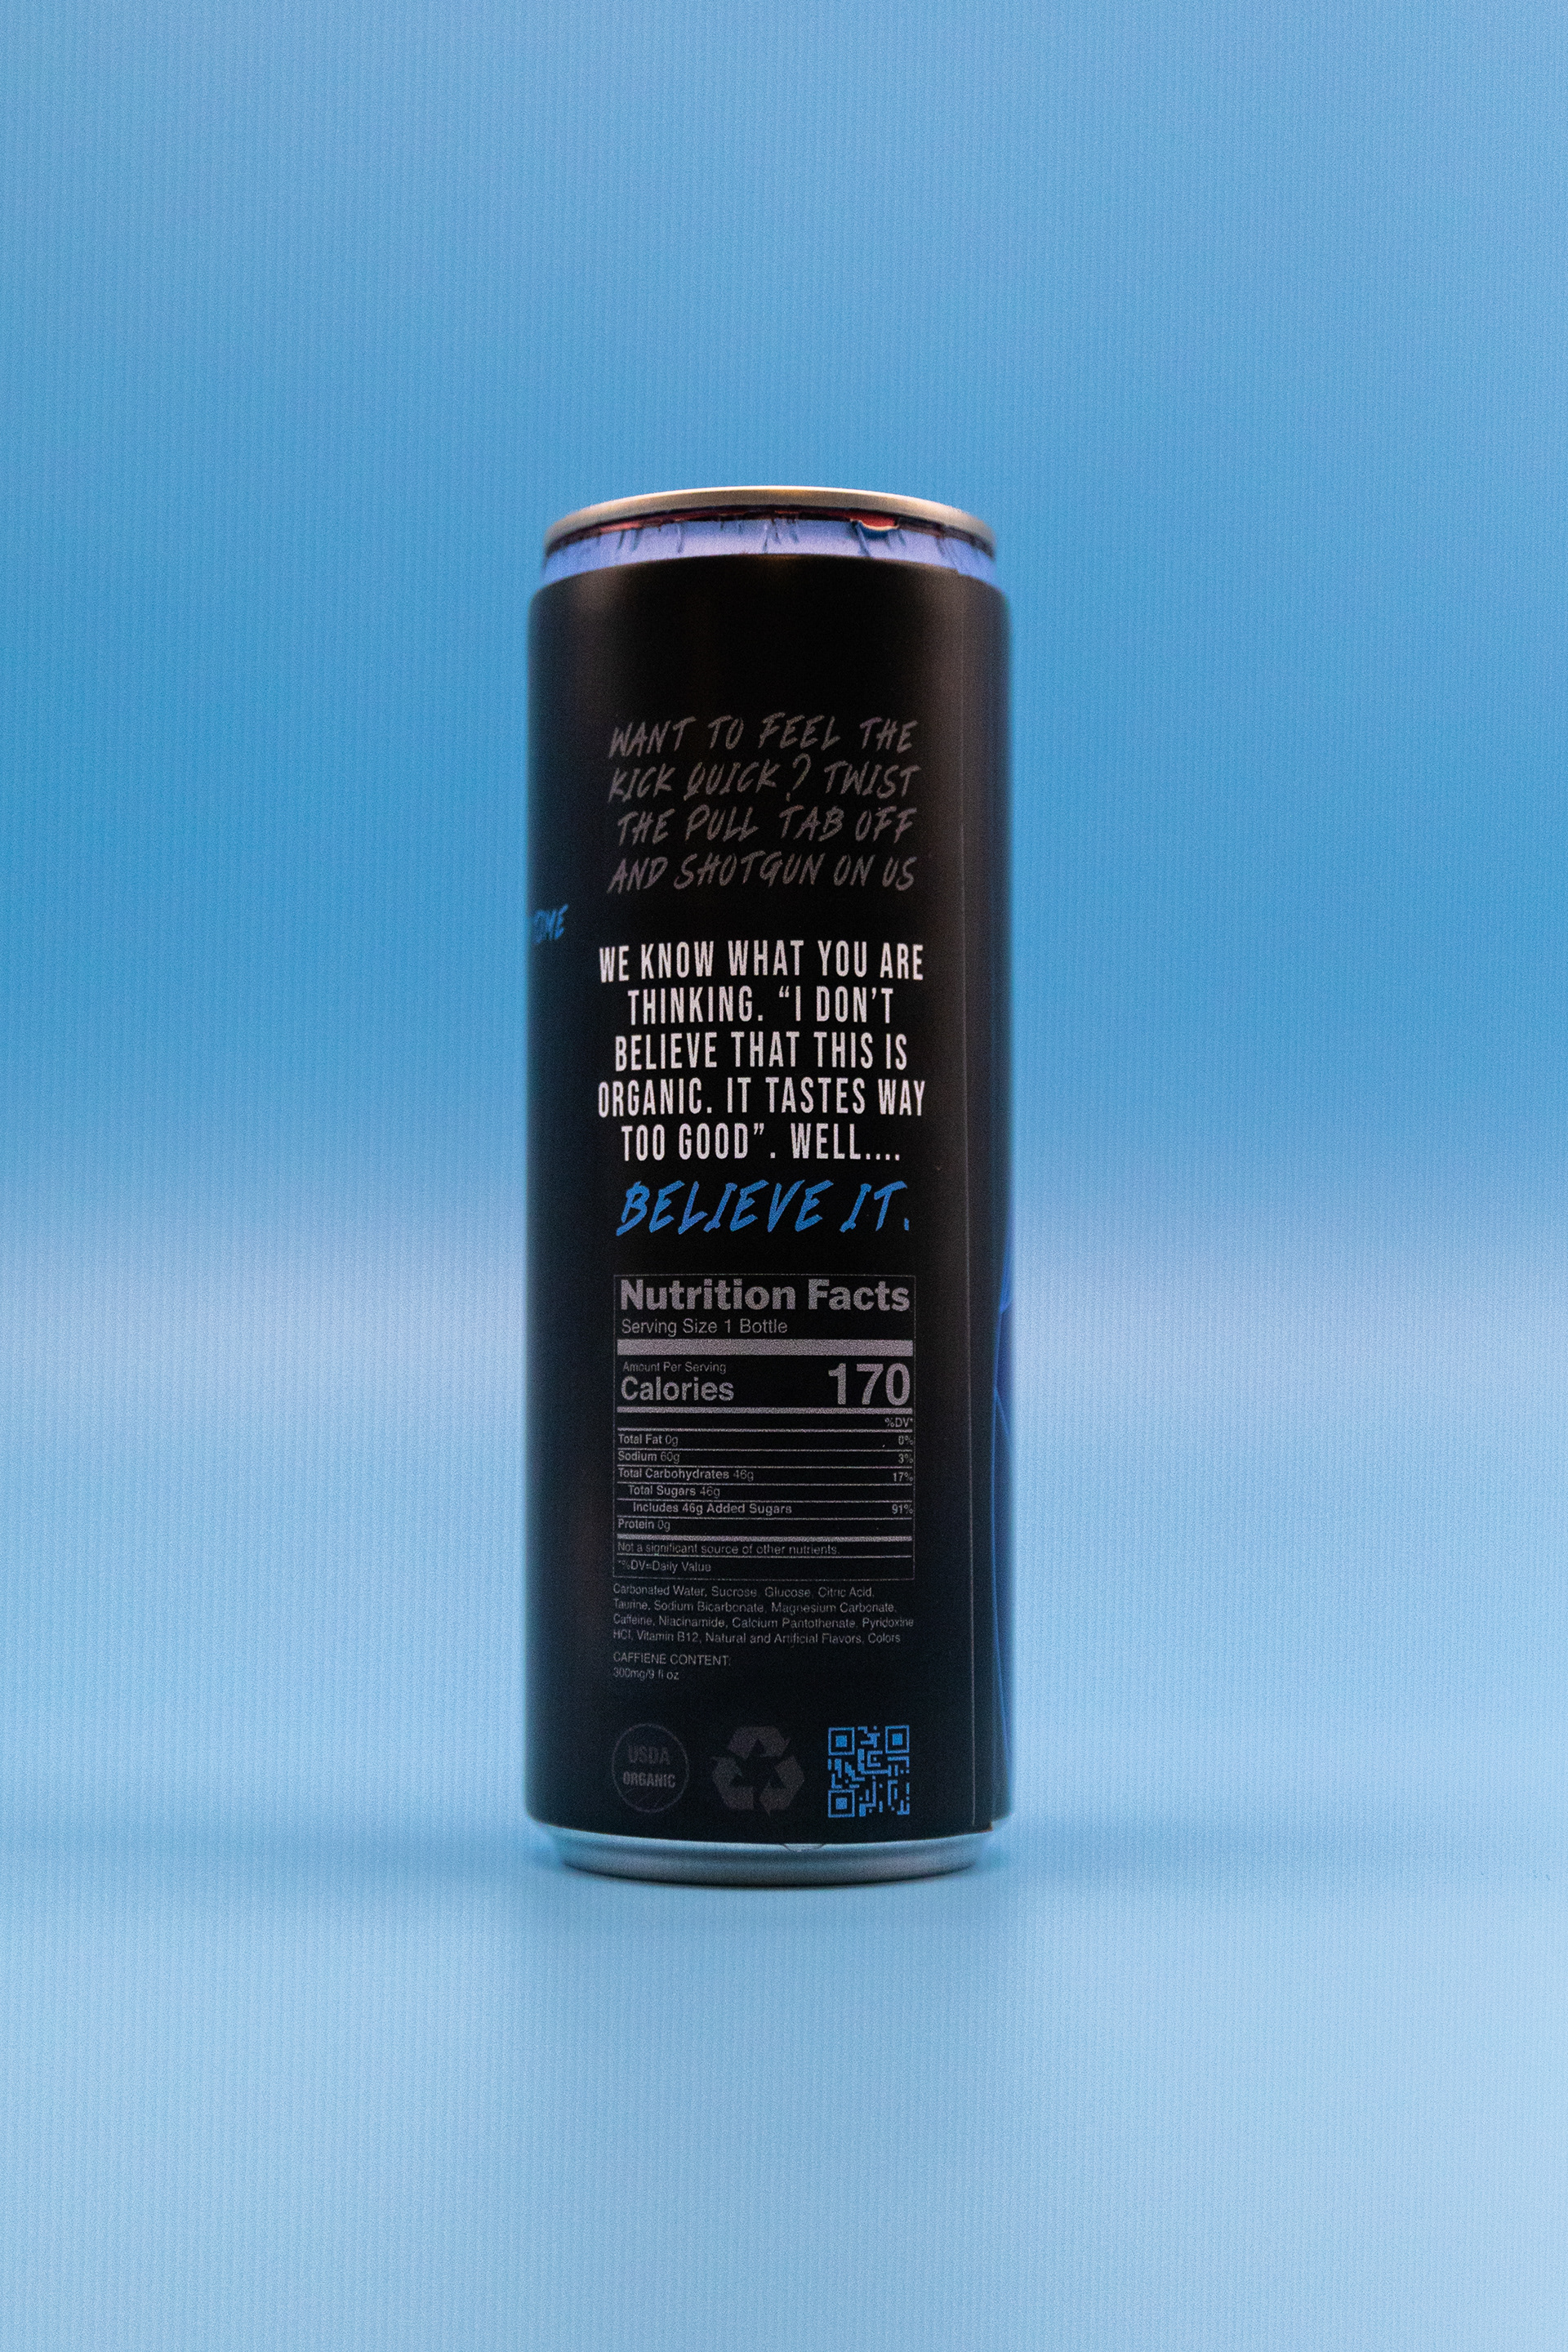 WANT TO FEEL THE
KICK QUICK? TWIST
THE PULL TAB OFF
AND SHOTGUN ON US
WE KNOW WHAT YOU ARE
THINKING. “I DON’T
BELIEVE THAT THIS IS
ORGANIC. IT TASTES WAY
TOO GOOD”. WELL....
BELIEVE IT.
Nutrition Facts
Serving Size 1 Bottle
Amount Per Serving
Calories 170
%DV*
Total Fat 0g 0%
Sodium 60g 3%
Total Carbohydrates 46g 17%
Total Sugars 46g
Includes 46g Added Sugars 91%
Protein 0g
Not a significant source of other nutrients.
*%DV=Daily Value
Carbonated Water, Sucrose, Glucose, Citric Acid,
Taurine, Sodium Bicarbonate, Magnesium Carbonate,
Caffeine, Niacinamide, Calcium Pantothenate, Pyridoxine
HCl, Vitamin B12, Natural and Artificial Flavors, Colors
CAFFIENE CONTENT:
300mg/9 fl oz
USDA
ORGANIC